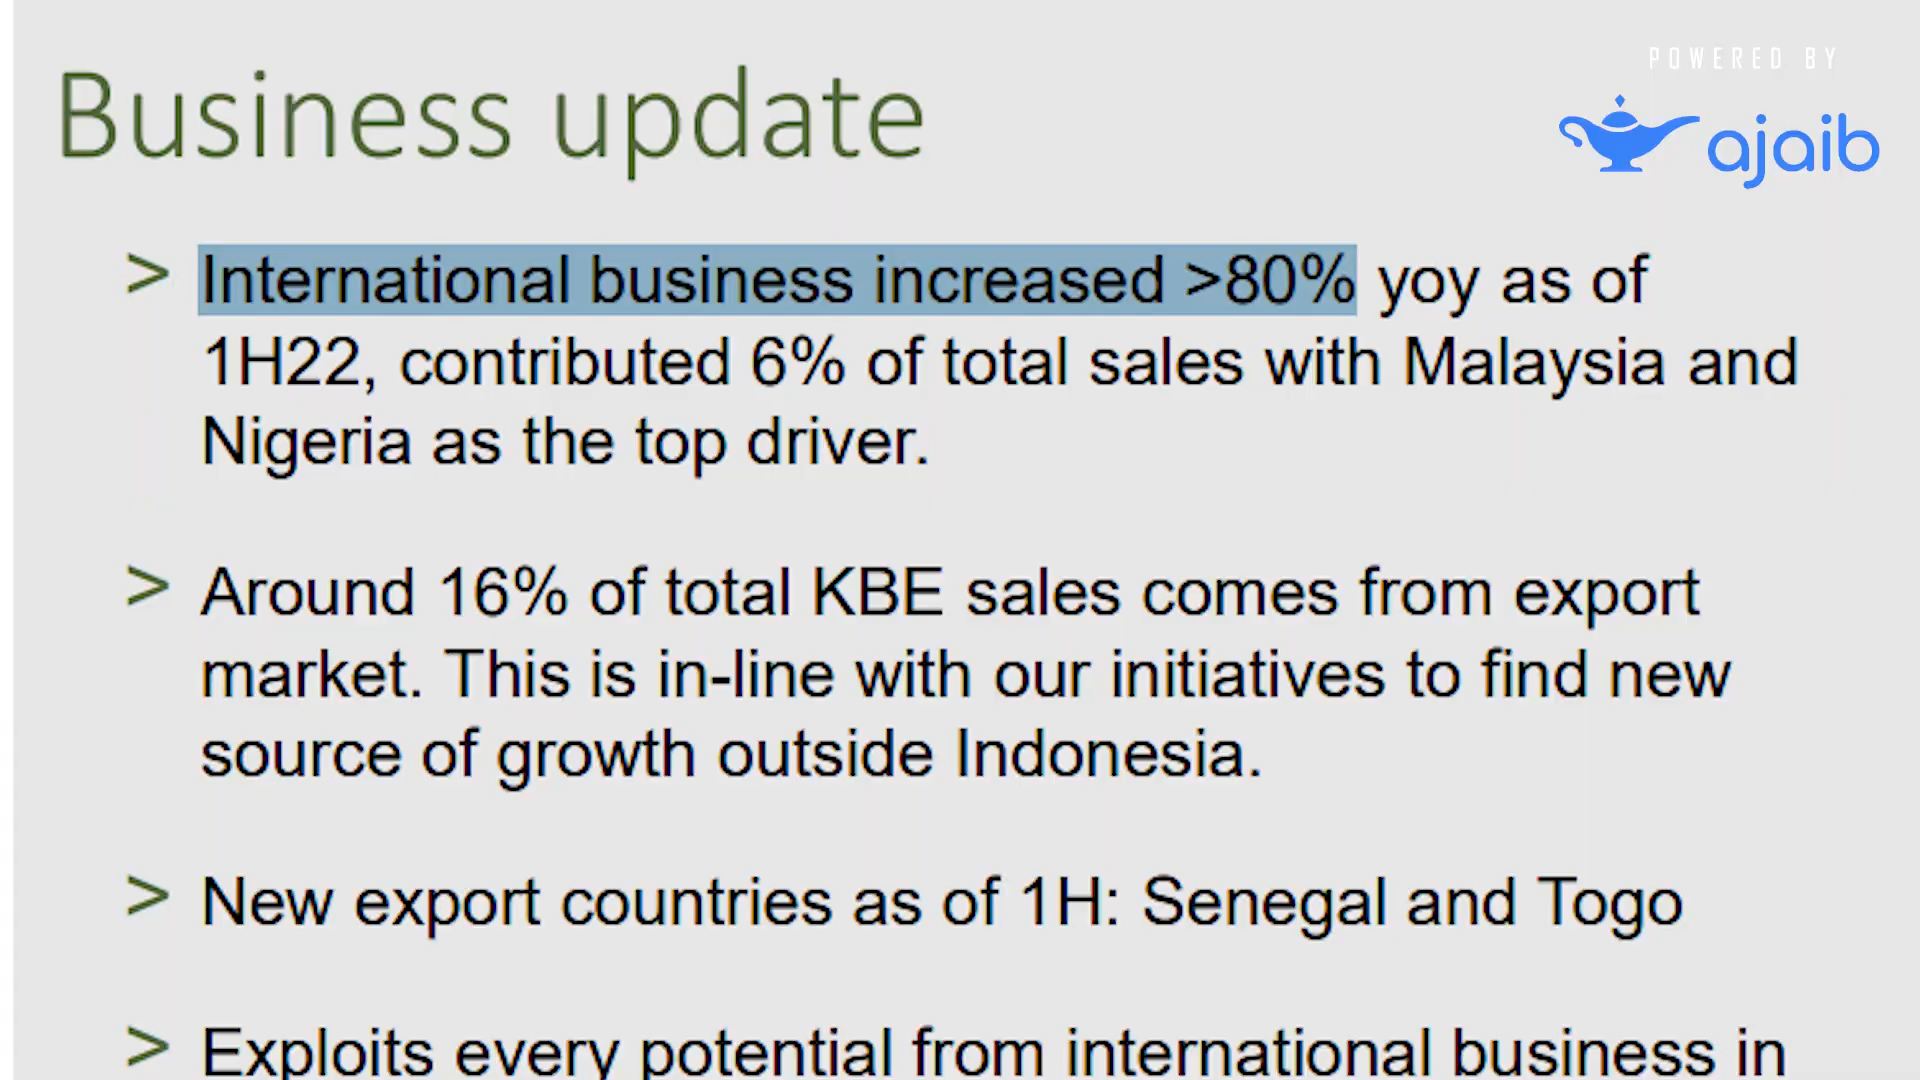 Business update
POWERED BY
ajaib
> International business increased >80% yoy as of
1H22, contributed 6% of total sales with Malaysia and
Nigeria as the top driver.
> Around 16% of total KBE sales comes from export
market. This is in-line with our initiatives to find new
source of growth outside Indonesia.
> New export countries as of 1H: Senegal and Togo
> Exploits every potential from international business in